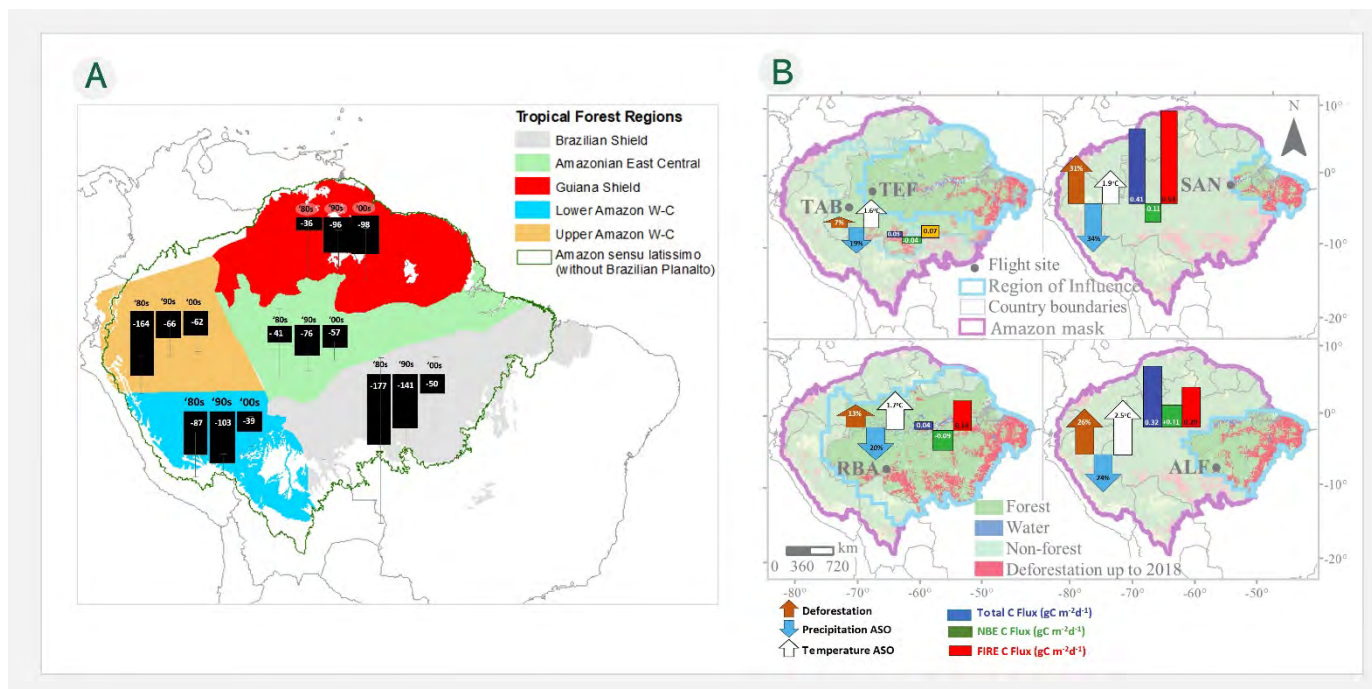 A
Tropical Forest Regions
Brazilian Shield
Amazonian East Central
Guiana Shield
Lower Amazon W-C
Upper Amazon W-C
Amazon sensu latissimo
(without Brazilian Planalto)
'80s '90s '00s
-36 -96 -98
'80s '90s '00s
-164 -66 -62
'80s '90s '00s
-41 -76 -57
'80s '90s '00s
-177 -141 -50
'80s '90s '00s
-87 -103 -39
B
10°
0°
-10°
-20°
N
TEF
TAB
7%
19%
1.6°C
0.03
-0.04
0.07
Flight site
Region of Influence
Country boundaries
Amazon mask
SAN
31%
34%
1.9°C
0.41
-0.11
RBA
13%
20%
1.7°C
0.04
-0.09
Forest
Water
Non-forest
Deforestation up to 2018
km
0 360 720
ALF
26%
24%
2.5°C
0.32
+0.11
10°
0°
-10°
-20°
-80° -70° -60° -50° -80° -70° -60° -50° -40°
Deforestation
Precipitation ASO
Temperature ASO
Total C Flux (gC m-2d-1)
NBE C Flux (gC m-2d-1)
FIRE C Flux (gC m-2d-1)